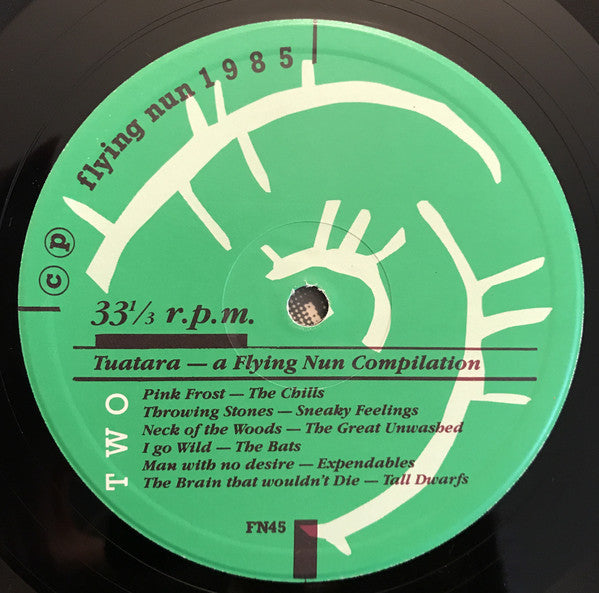 flying nun 1985
c p
33 1/3 r.p.m.
Tuatara — a Flying Nun Compilation
TWO
Pink Frost — The Chills
Throwing Stones — Sneaky Feelings
Neck of the Woods — The Great Unwashed
I go Wild — The Bats
Man with no desire — Expendables
The Brain that wouldn't Die — Tall Dwarfs
FN45